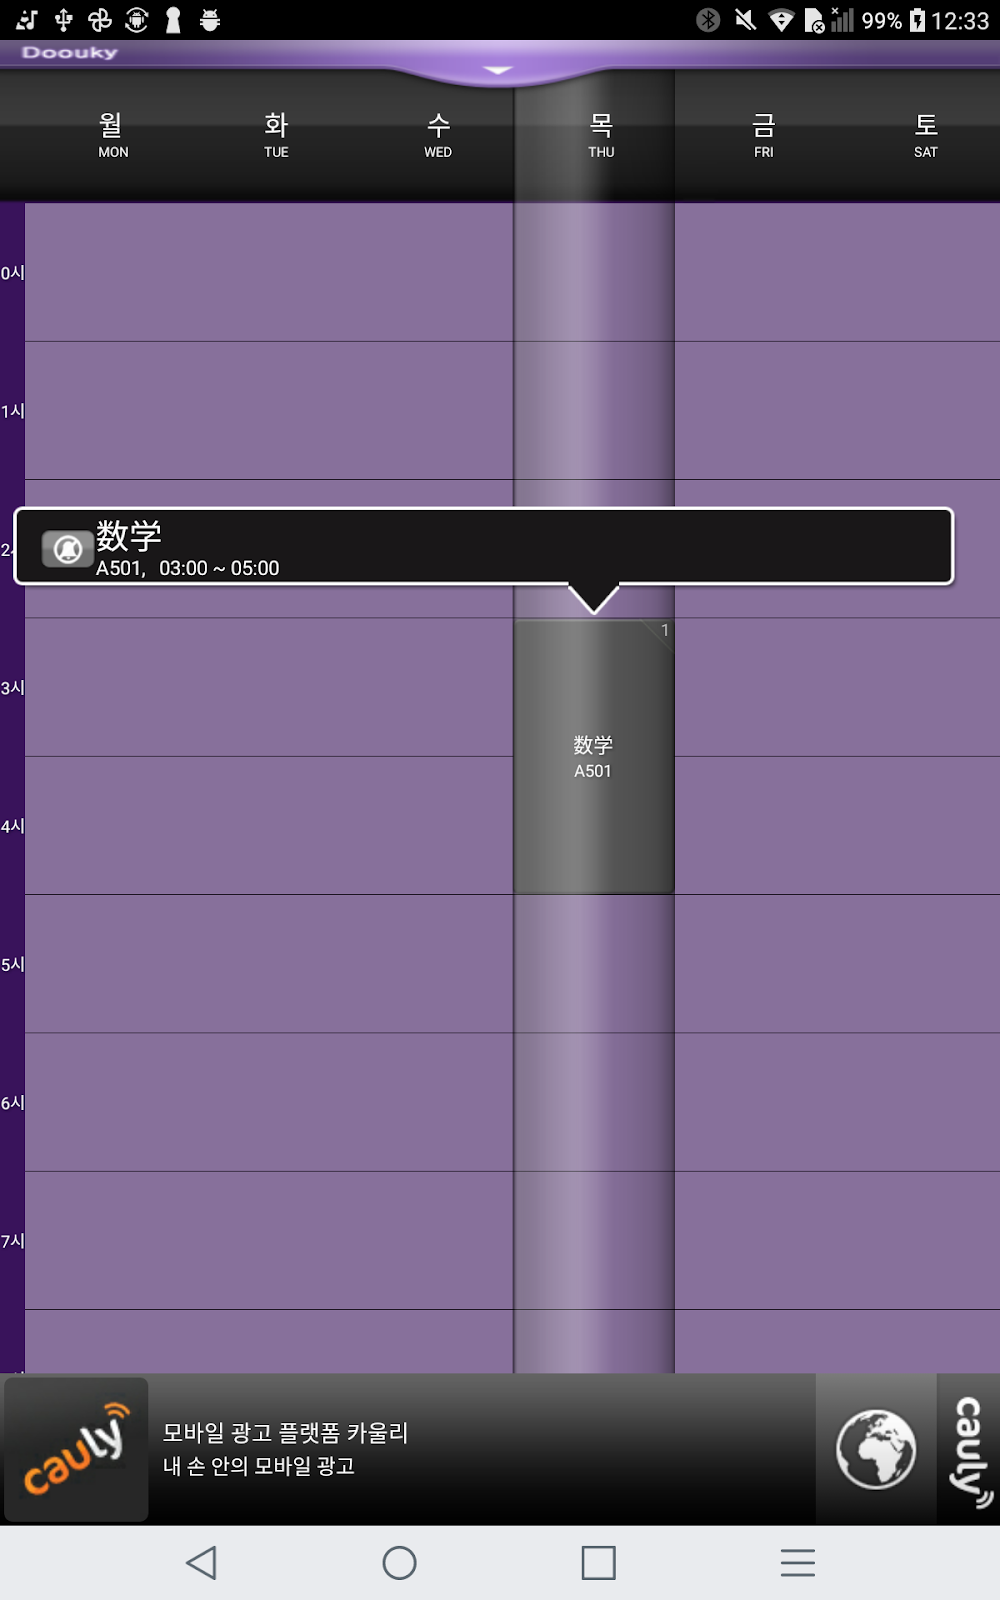 99% 12:33
Doouky
월 화 수 목 금 토
MON TUE WED THU FRI SAT
0시
1시
数学
2
A501, 03:00 ~ 05:00
1
3시
数学
A501
4시
5시
6시
7시
cauly
모바일 광고 플랫폼 카울리
내 손 안의 모바일 광고
cauly